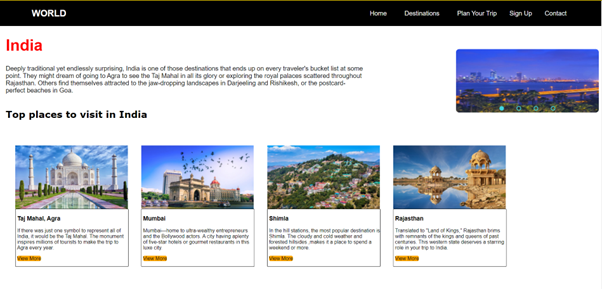 WORLD
Home Destinations Plan Your Trip Sign Up Contact
India
Deeply traditional yet endlessly surprising, India is one of those destinations that ends up on every traveler's bucket list at some
point. They might dream of going to Agra to see the Taj Mahal in all its glory or exploring the royal palaces scattered throughout
Rajasthan. Others find themselves attracted to the jaw-dropping landscapes in Darjeeling and Rishikesh, or the postcard-
perfect beaches in Goa.
Top places to visit in India
Taj Mahal, Agra
If there was just one symbol to represent all of
India, it would be the Taj Mahal. The monument
inspires millions of tourists to make the trip to
Agra every year.
View More
Mumbai
Mumbai—home to ultra-wealthy entrepreneurs
and the Bollywood actors. A city having aplenty
of five-star hotels or gourmet restaurants in this
luxe city
View More
Shimla
In the hill stations, the most popular destination is
Shimla. The cloudy and cold weather and
forested hillsides ,makes it a place to spend a
weekend or more.
View More
Rajasthan
Translated to "Land of Kings," Rajasthan brims
with remnants of the kings and queens of past
centuries. This western state deserves a starring
role in your trip to India
View More